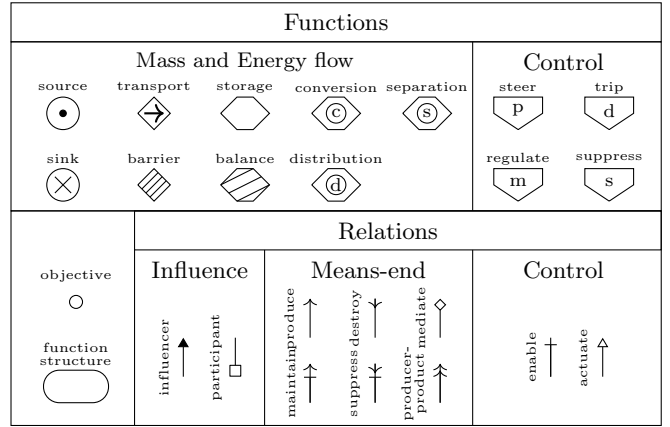 Functions
Mass and Energy flow
Control
source transport storage conversion separation
steer trip
c s
p d
sink barrier balance distribution
regulate suppress
d
m s
Relations
objective
function
structure
Influence
Means-end
Control
influencer
participant
produce
destroy
mediate
maintain
suppress
producer-
product
enable
actuate